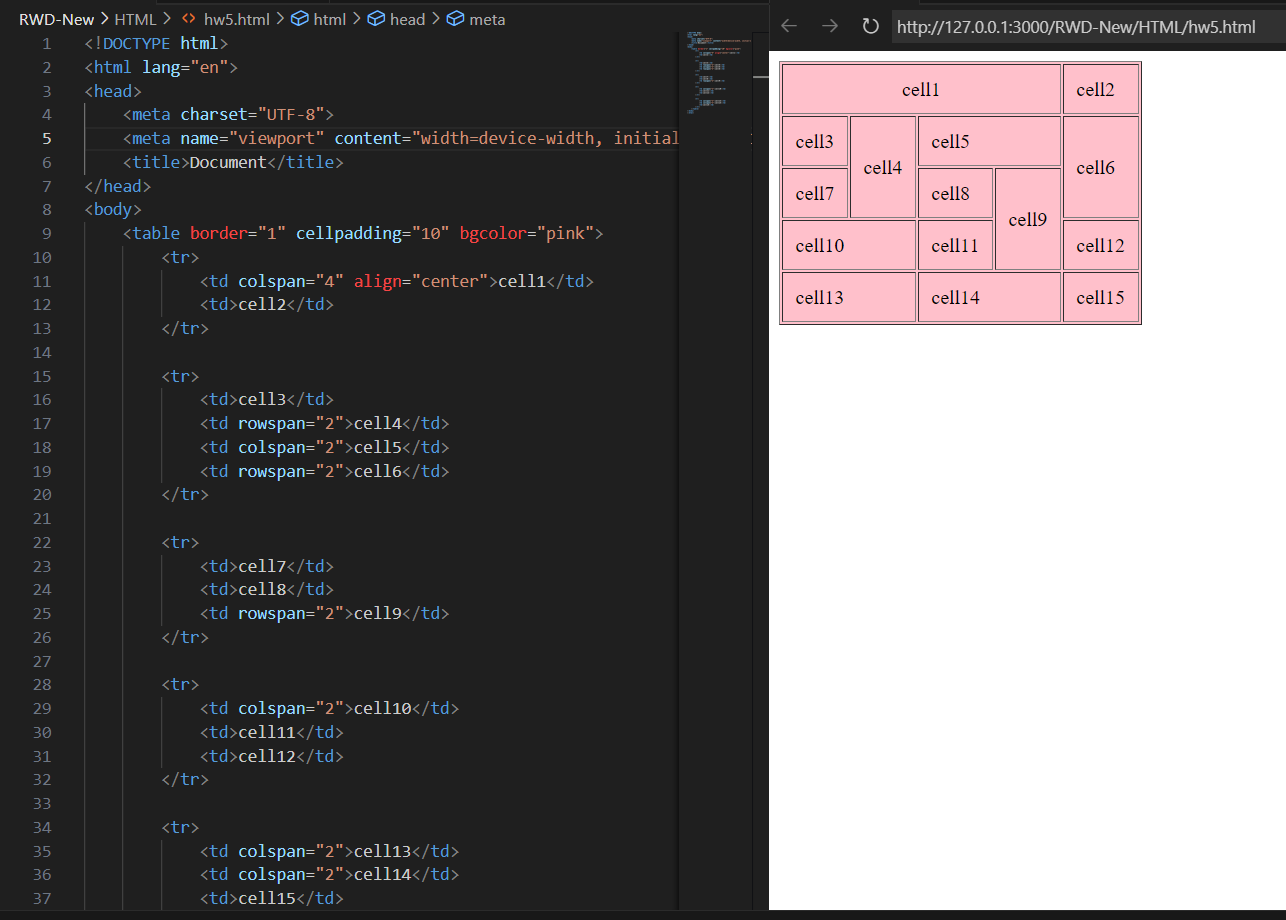 RWD-New > HTML > <> hw5.html > html > head > meta
1 <!DOCTYPE html>
2 <html lang="en">
3 <head>
4 <meta charset="UTF-8">
5 <meta name="viewport" content="width=device-width, initial
6 <title>Document</title>
7 </head>
8 <body>
9 <table border="1" cellpadding="10" bgcolor="pink">
10 <tr>
11 <td colspan="4" align="center">cell1</td>
12 <td>cell2</td>
13 </tr>
14
15 <tr>
16 <td>cell3</td>
17 <td rowspan="2">cell4</td>
18 <td colspan="2">cell5</td>
19 <td rowspan="2">cell6</td>
20 </tr>
21
22 <tr>
23 <td>cell7</td>
24 <td>cell8</td>
25 <td rowspan="2">cell9</td>
26 </tr>
27
28 <tr>
29 <td colspan="2">cell10</td>
30 <td>cell11</td>
31 <td>cell12</td>
32 </tr>
33
34 <tr>
35 <td colspan="2">cell13</td>
36 <td colspan="2">cell14</td>
37 <td>cell15</td>
http://127.0.0.1:3000/RWD-New/HTML/hw5.html
cell1 cell2
cell3 cell4 cell5 cell6
cell7 cell8 cell9
cell10 cell11 cell12
cell13 cell14 cell15